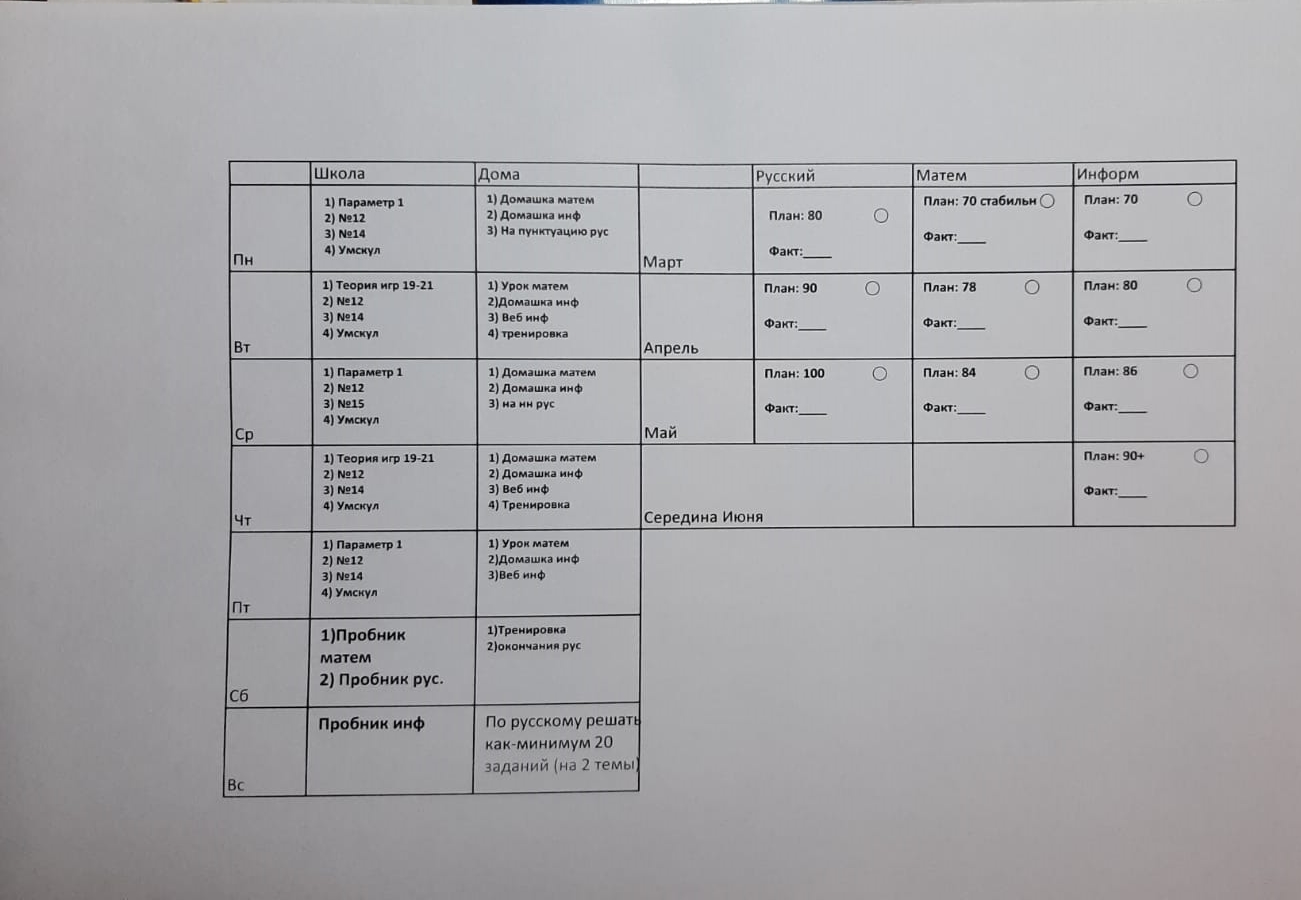 Школа Дома Русский Матем Информ
Пн
1) Параметр 1
2) №12
3) №14
4) Умскул
1) Домашка матем
2) Домашка инф
3) На пунктуацию рус
Март
План: 80
Факт:____
План: 70 стабильн
Факт:____
План: 70
Факт:____
Вт
1) Теория игр 19-21
2) №12
3) №14
4) Умскул
1) Урок матем
2)Домашка инф
3) Веб инф
4) тренировка
Апрель
План: 90
Факт:____
План: 78
Факт:____
План: 80
Факт:____
Ср
1) Параметр 1
2) №12
3) №15
4) Умскул
1) Домашка матем
2) Домашка инф
3) на нн рус
Май
План: 100
Факт:____
План: 84
Факт:____
План: 86
Факт:____
Чт
1) Теория игр 19-21
2) №12
3) №14
4) Умскул
1) Домашка матем
2) Домашка инф
3) Веб инф
4) Тренировка
Середина Июня
План: 90+
Факт:____
Пт
1) Параметр 1
2) №12
3) №14
4) Умскул
1) Урок матем
2)Домашка инф
3)Веб инф
Сб
1)Пробник
матем
2) Пробник рус.
1)Тренировка
2)окончания рус
Вс
Пробник инф
По русскому решать
как-минимум 20
заданий (на 2 темы)